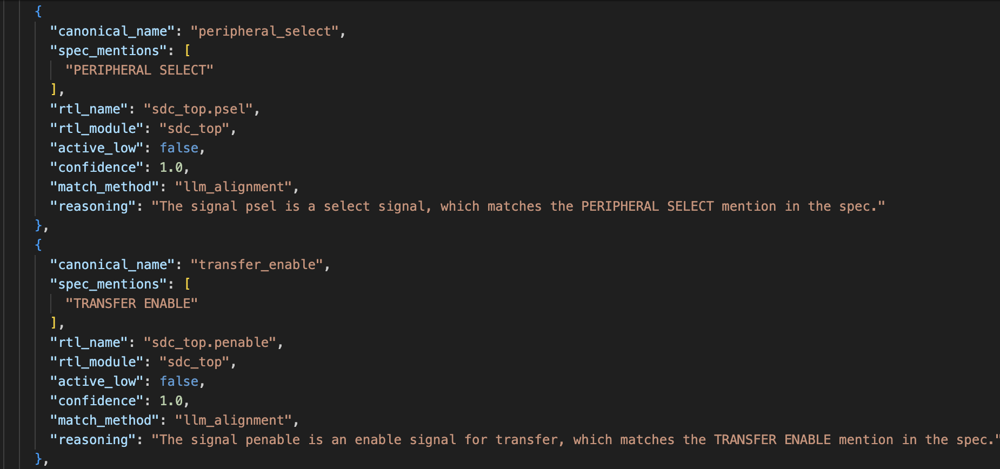 {
"canonical_name": "peripheral_select",
"spec_mentions": [
"PERIPHERAL SELECT"
],
"rtl_name": "sdc_top.psel",
"rtl_module": "sdc_top",
"active_low": false,
"confidence": 1.0,
"match_method": "llm_alignment",
"reasoning": "The signal psel is a select signal, which matches the PERIPHERAL SELECT mention in the spec."
},
{
"canonical_name": "transfer_enable",
"spec_mentions": [
"TRANSFER ENABLE"
],
"rtl_name": "sdc_top.penable",
"rtl_module": "sdc_top",
"active_low": false,
"confidence": 1.0,
"match_method": "llm_alignment",
"reasoning": "The signal penable is an enable signal for transfer, which matches the TRANSFER ENABLE mention in the spec."
},